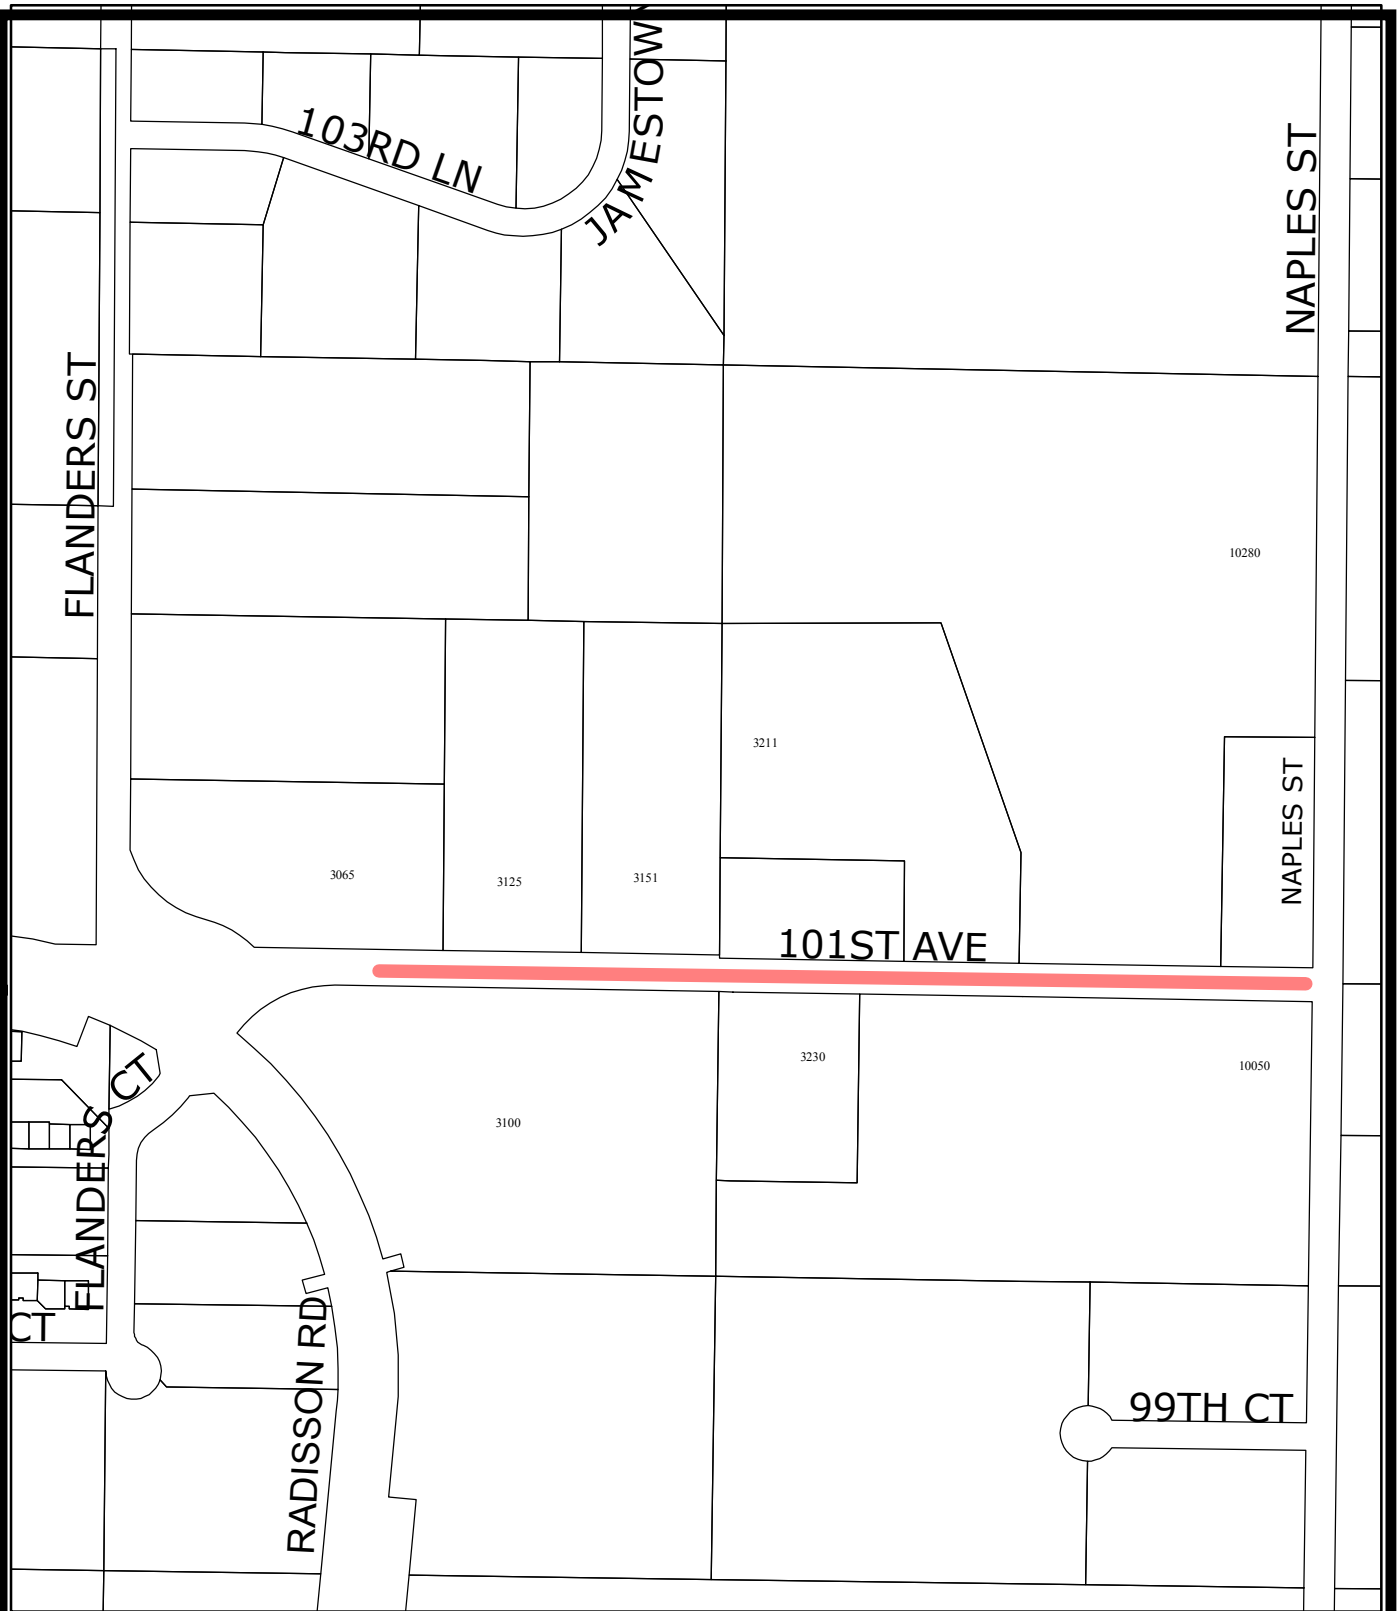 JAMESTOWN
103RD LN
NAPLES ST
FLANDERS ST
10280
3211
NAPLES ST
3065
3125
3151
101ST AVE
3230
10050
FLANDERS CT
3100
CT
RADISSON RD
99TH CT